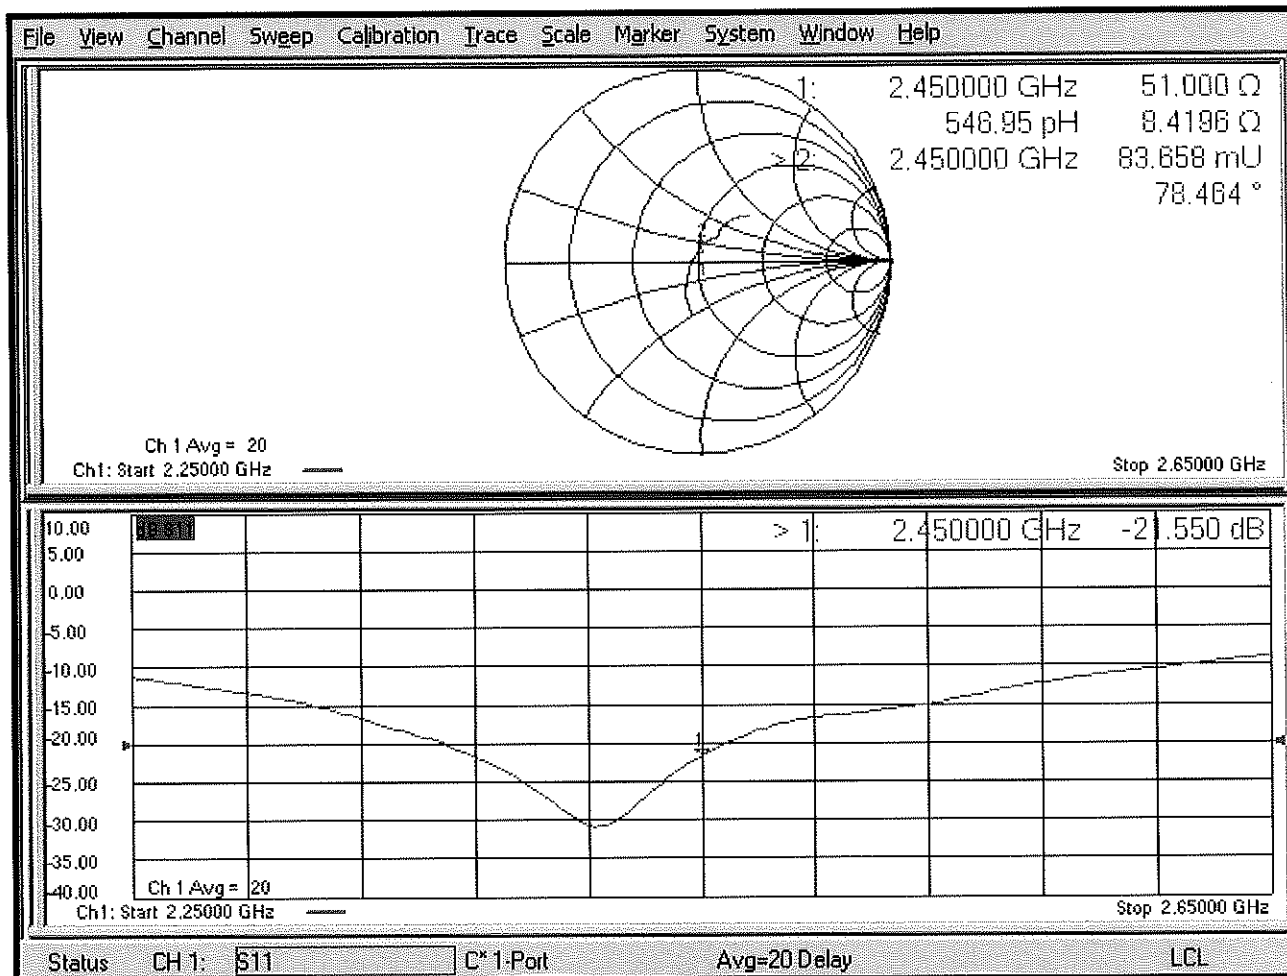 File View Channel Sweep Calibration Trace Scale Marker System Window Help
1: 2.450000 GHz 51.000 Ω
546.95 pH 8.4196 Ω
> 2: 2.450000 GHz 83.658 mU
78.464 °
Ch 1 Avg = 20
Ch1: Start 2.25000 GHz
Stop 2.65000 GHz
10.00
5.00
0.00
-5.00
-10.00
-15.00
-20.00
-25.00
-30.00
-35.00
-40.00
dB S11
> 1: 2.450000 GHz -21.550 dB
1
Ch 1 Avg = 20
Ch1: Start 2.25000 GHz
Stop 2.65000 GHz
Status CH 1: S11 C* 1-Port Avg=20 Delay LCL